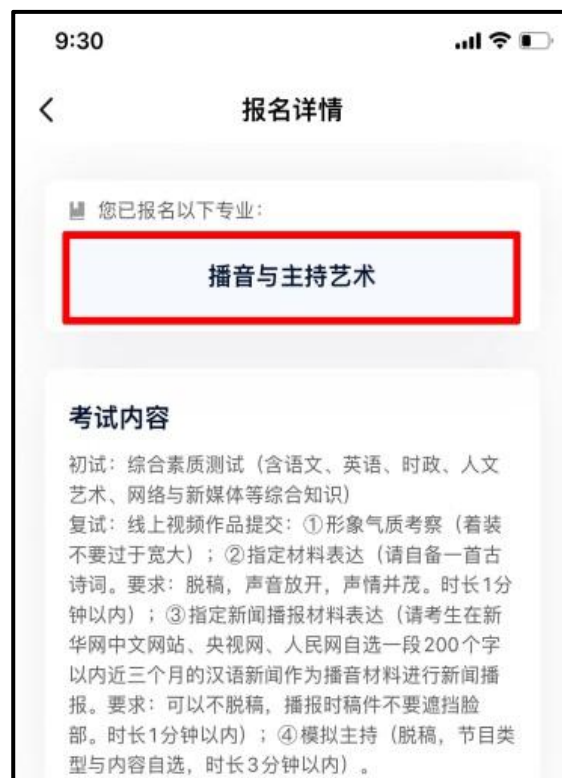 9:30
报名详情
您已报名以下专业：
播音与主持艺术
考试内容
初试：综合素质测试（含语文、英语、时政、人文
艺术、网络与新媒体等综合知识）
复试：线上视频作品提交：①形象气质考察（着装
不要过于宽大）；②指定材料表达（请自备一首古
诗词。要求：脱稿，声音放开，声情并茂。时长1分
钟以内）；③指定新闻播报材料表达（请考生在新
华网中文网站、央视网、人民网自选一段200个字
以内近三个月的汉语新闻作为播音材料进行新闻播
报。要求：可以不脱稿，播报时稿件不要遮挡脸
部。时长1分钟以内）；④模拟主持（脱稿，节目类
型与内容自选，时长3分钟以内）。